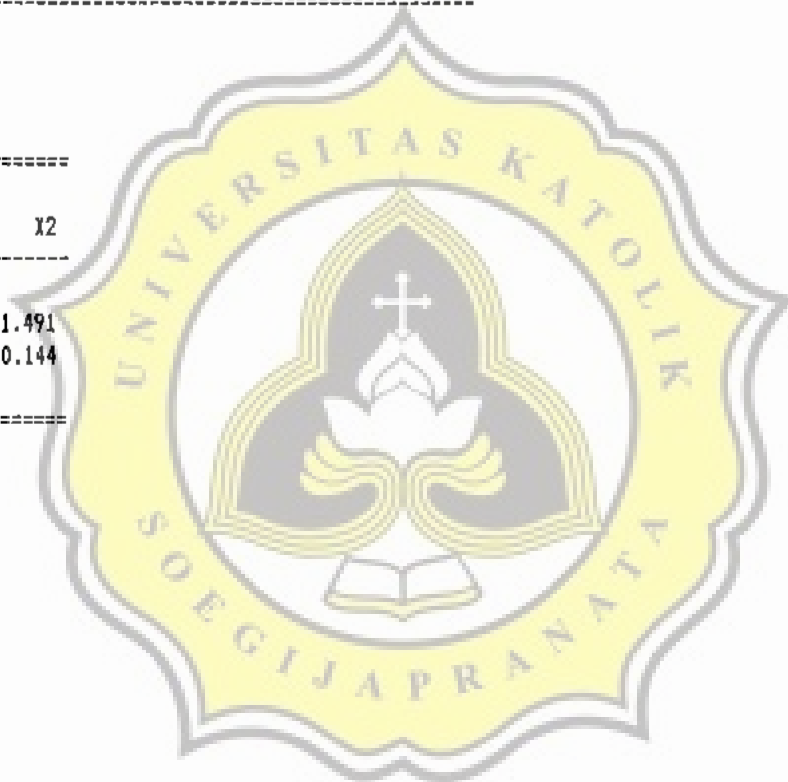 X2
1.491
0.144
UNIVERSITAS KATOLIK
SOEGIJAPRANATA